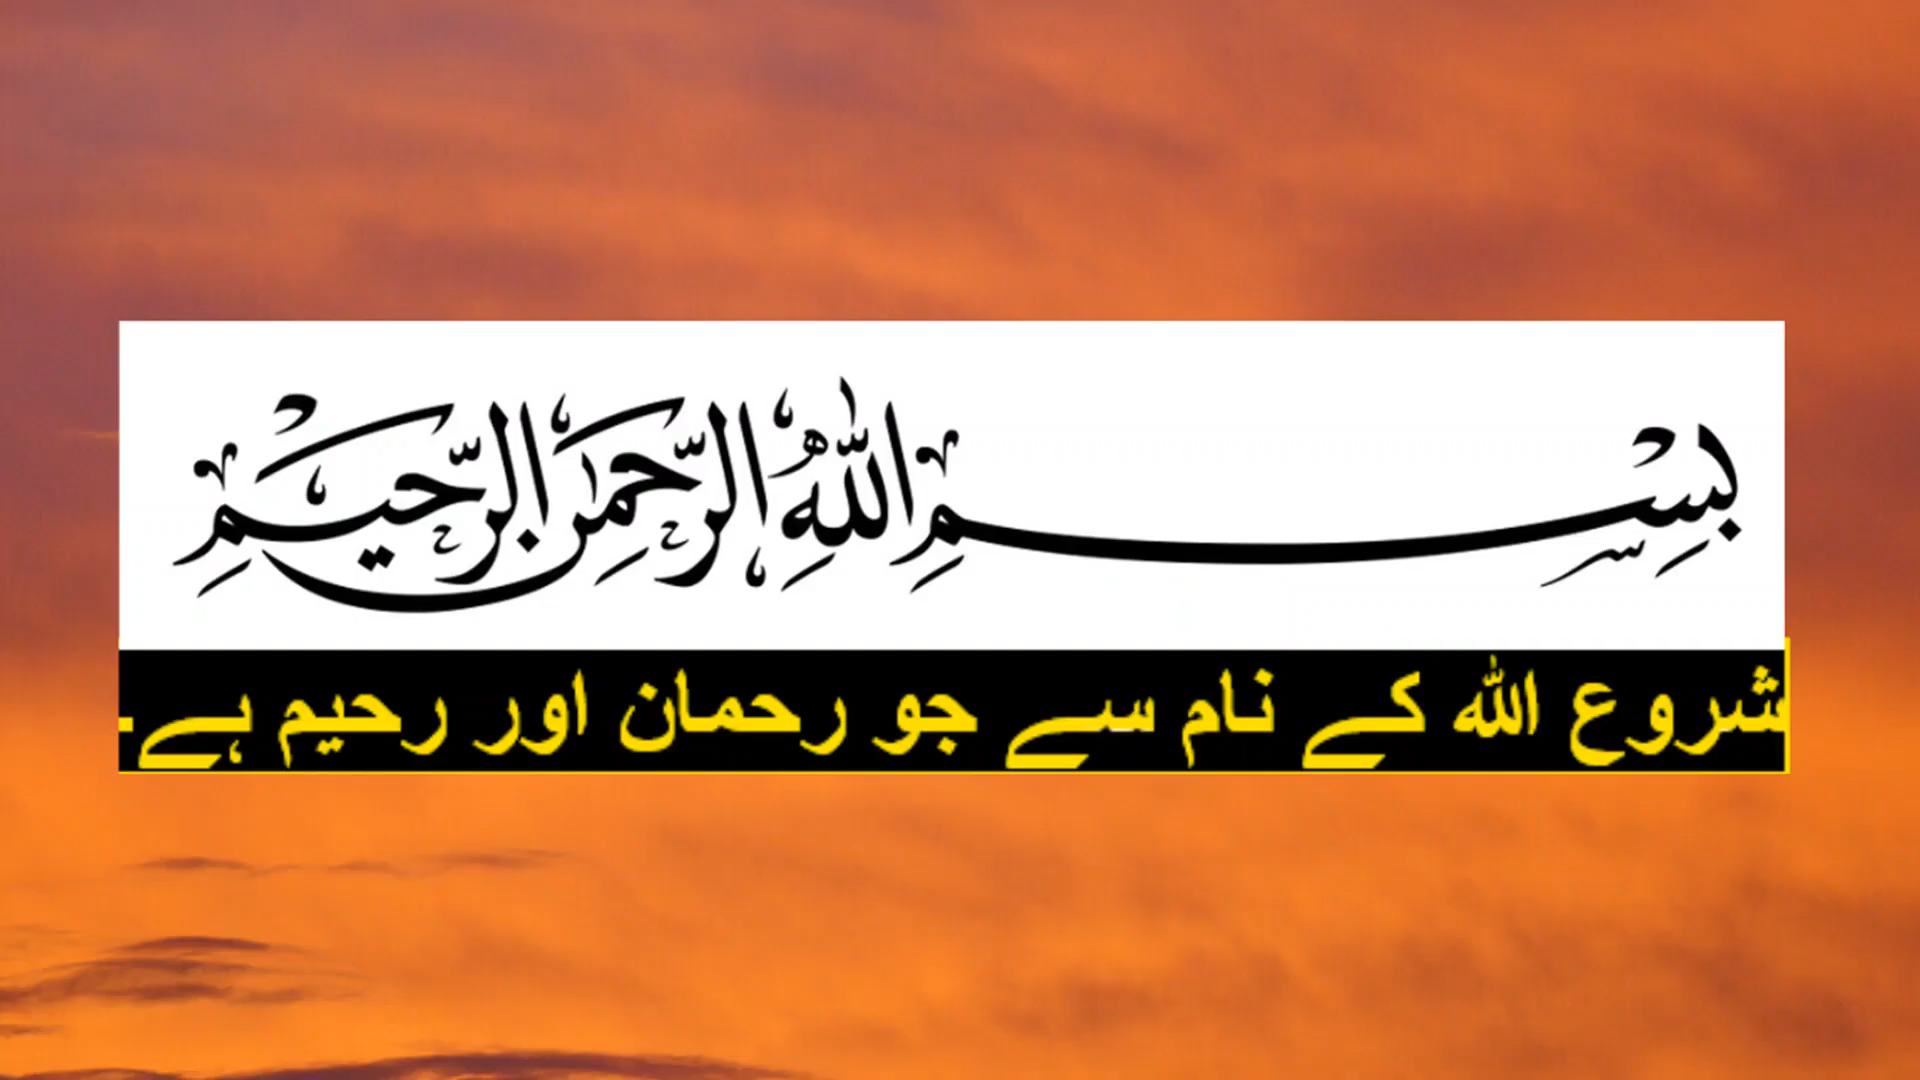 بِسْمِ اللّٰهِ الرَّحْمٰنِ الرَّحِيْمِ
شروع اللہ کے نام سے جو رحمان اور رحیم ہے۔